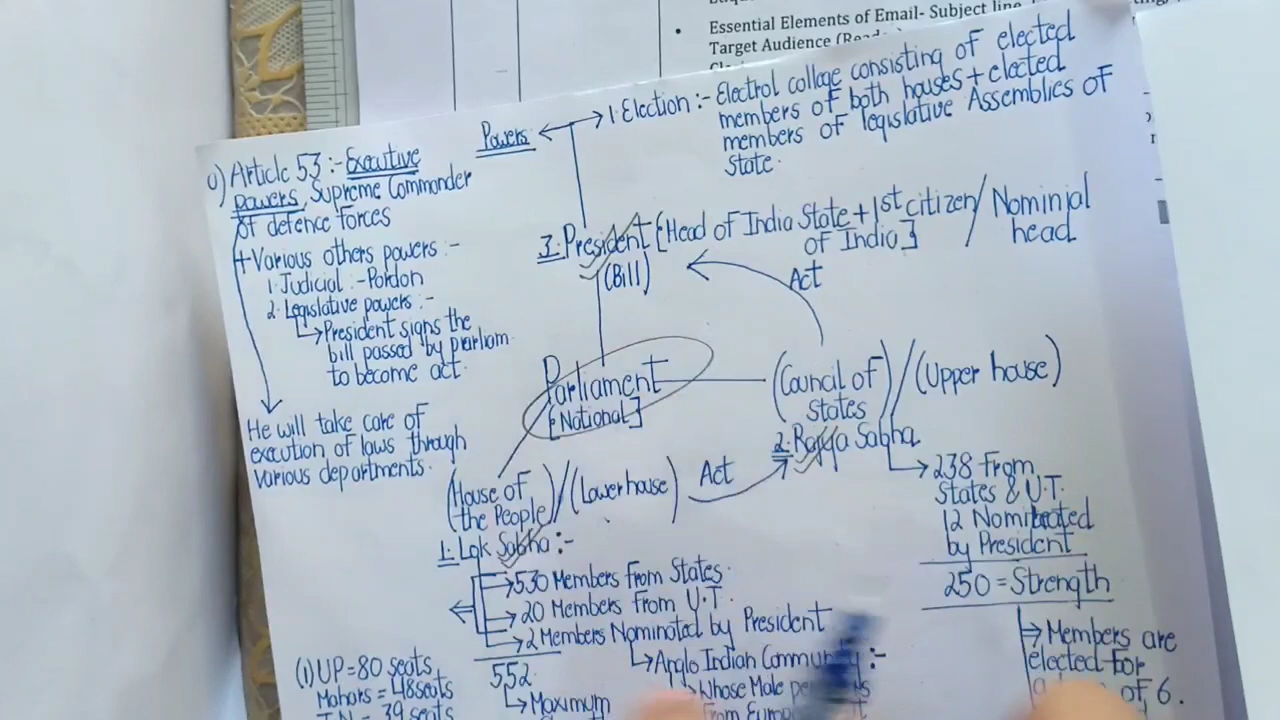 Essential Elements of Email- Subject line,
Target Audience
Powers
1. Election :- Electrol collage consisting of elected
members of both houses + elected
members of legislative Assemblies of
State.
0) Article 53 :- Executive
powers, Supreme Commander
of defence Forces
+ Various others powers :-
1. Judicial :- Pardon
2. Legislative powers :-
President signs the
bill passed by parliam
to become act.
He will take care of
execution of laws through
various departments.
3. President [Head of India State + 1st citizen / Nominial
of India] head
(Bill)
Act
Parliament
[National]
(Council of / (Upper house)
States)
2. Rajya Sabha
238 From
States & U.T.
12 Nominated
by President
250 = Strength
Members are
elected for
of 6.
(House of / (Lower house)
the People)
Act
1. Lok Sabha :-
530 Members From States.
20 Members From U.T.
2 Members Nominated by President
552
Maximum
Anglo Indian Community :-
Whose Male
From
(1) UP = 80 seats
Mahars = 48 seats
T.N = 39 seats